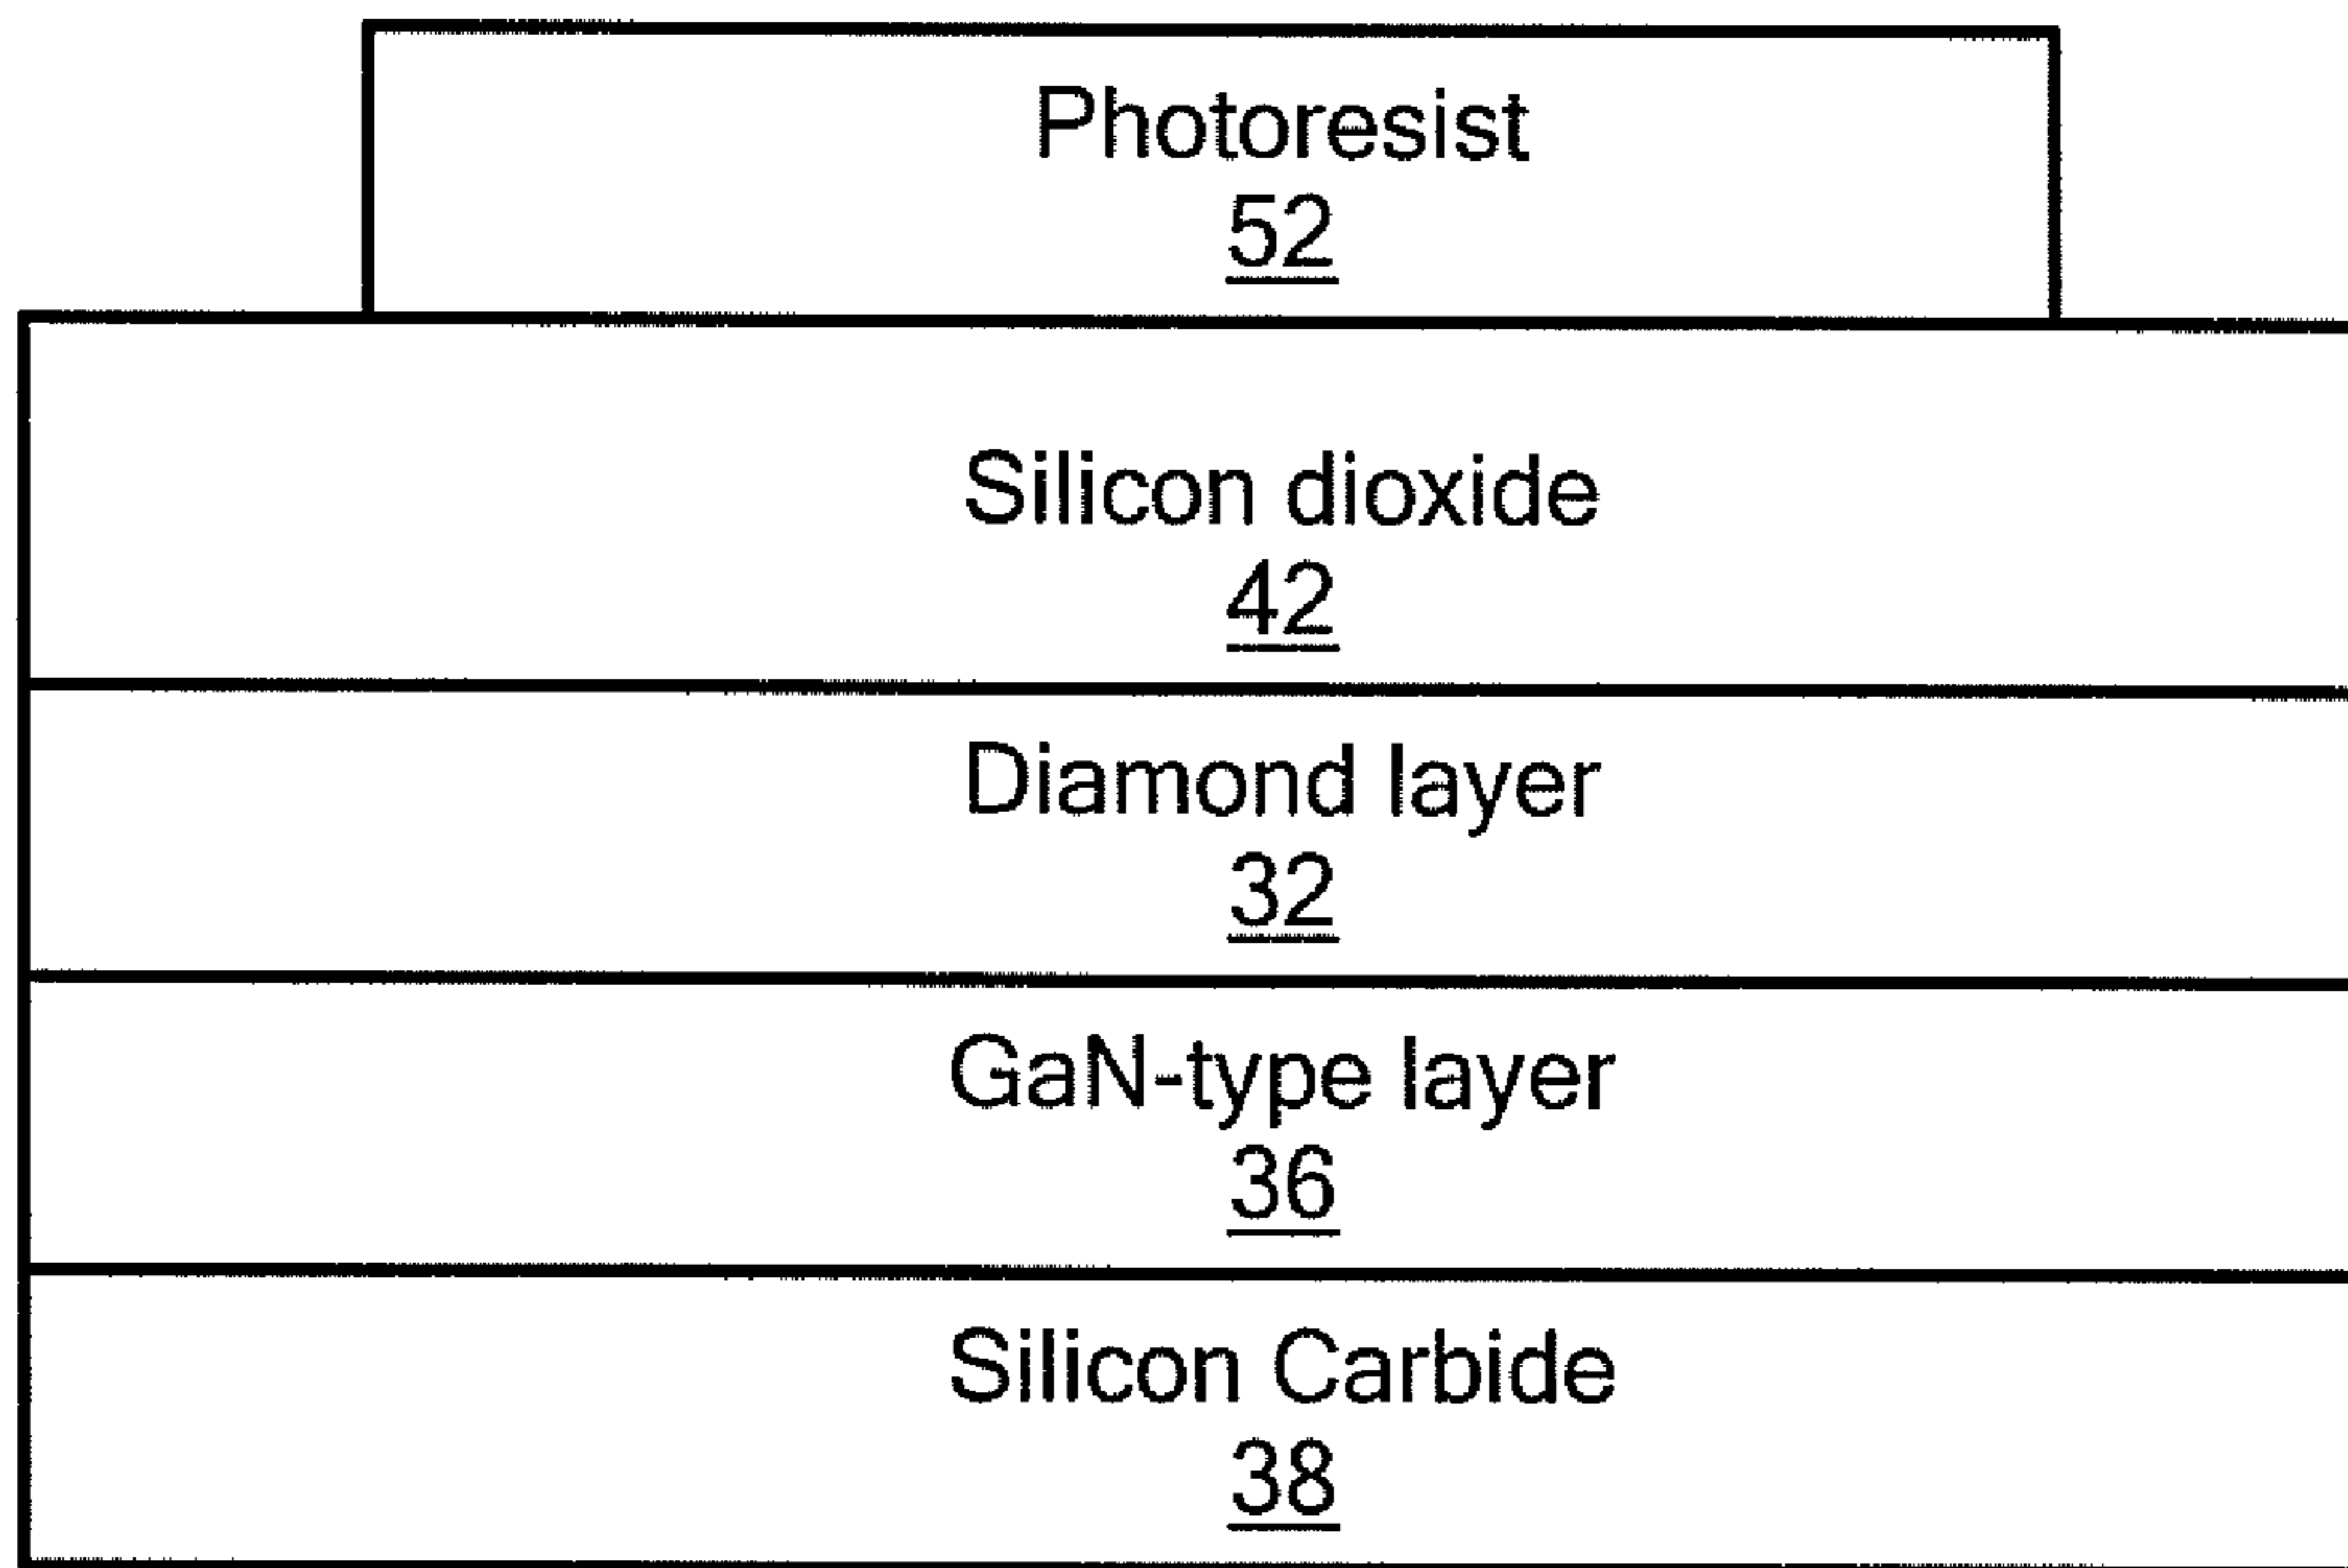 Photoresist
52
Silicon dioxide
42
Diamond layer
32
GaN-type layer
36
Silicon Carbide
38